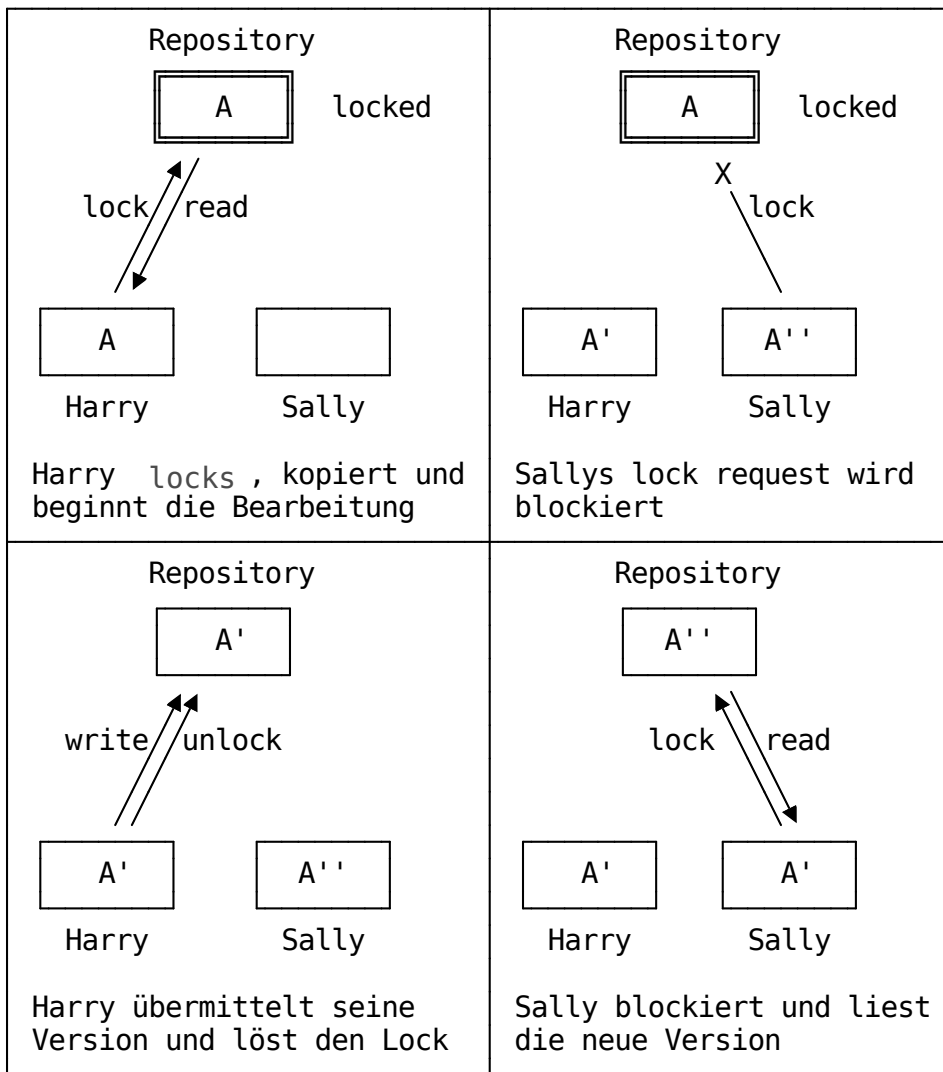 Repository
A locked
lock read
A
Harry Sally
Harry locks , kopiert und
beginnt die Bearbeitung
Repository
A locked
X
lock
A' A''
Harry Sally
Sallys lock request wird
blockiert
Repository
A'
write unlock
A' A''
Harry Sally
Harry übermittelt seine
Version und löst den Lock
Repository
A''
lock read
A' A'
Harry Sally
Sally blockiert und liest
die neue Version